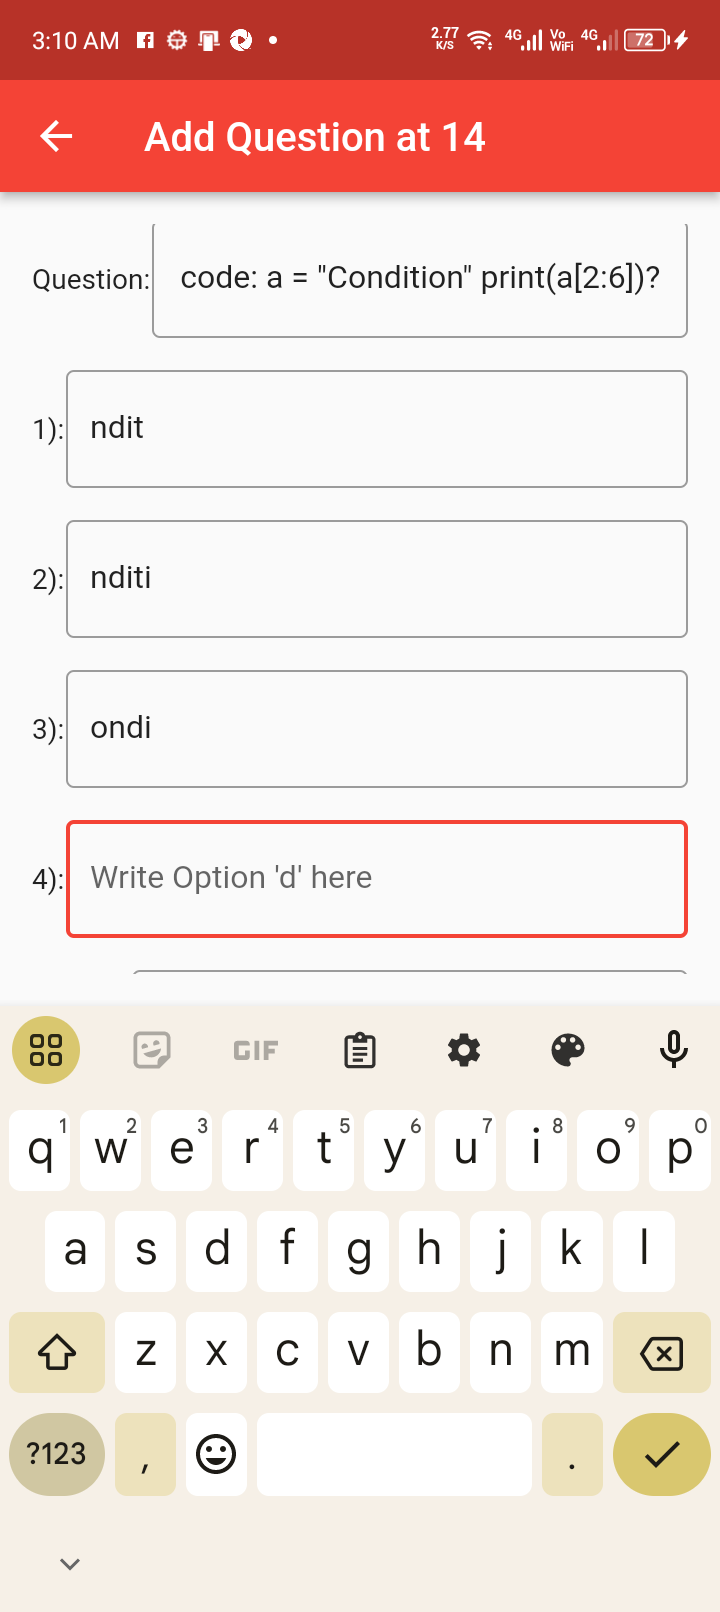 3:10 AM 2.77 K/S 4G Vo WiFi 4G 72
Add Question at 14
Question: code: a = "Condition" print(a[2:6])?
1): ndit
2): nditi
3): ondi
4): Write Option 'd' here
GIF
q1 w2 e3 r4 t5 y6 u7 i8 o9 p0
a s d f g h j k l
z x c v b n m
?123 , .